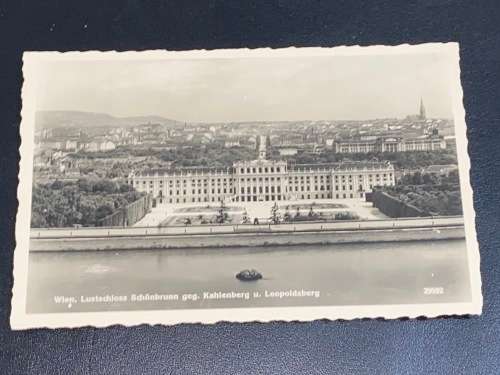 Wien, Lustschloss Schönbrunn geg. Kahlenberg u. Leopoldsberg
29592